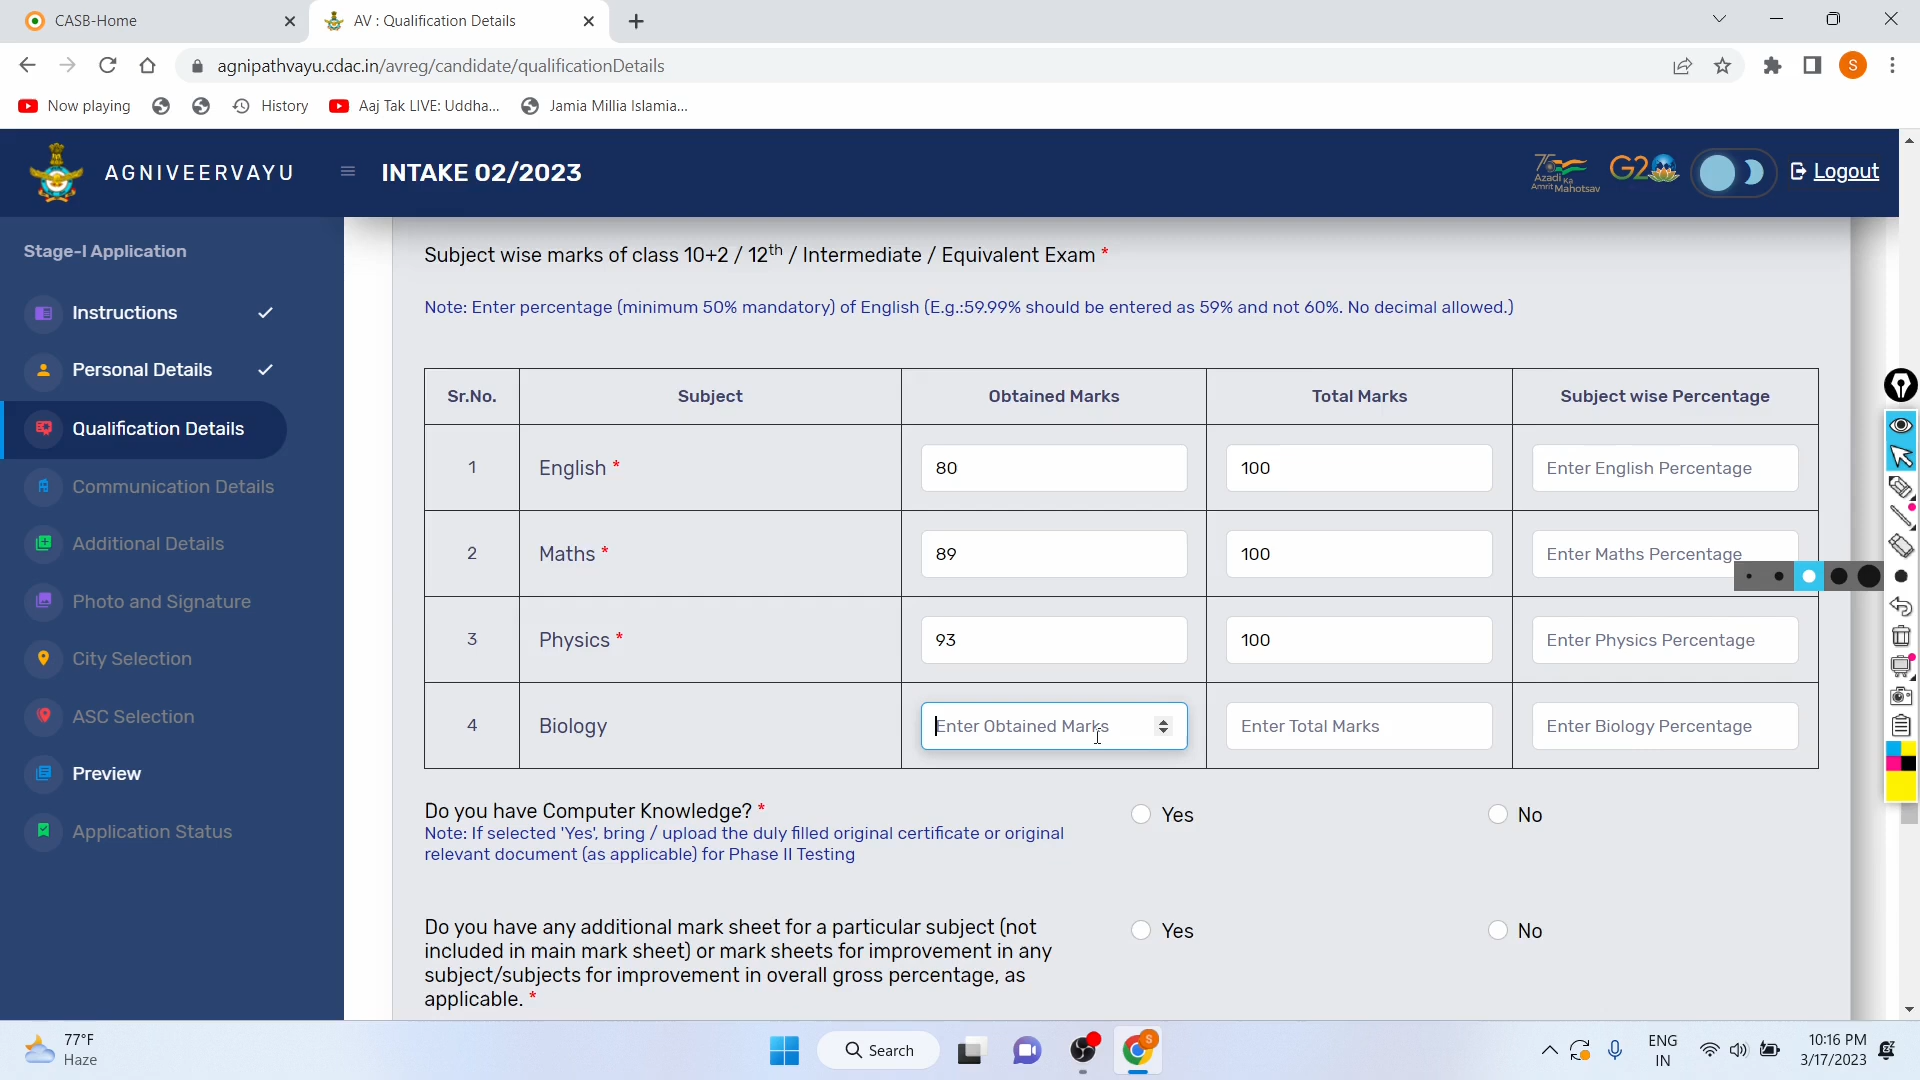 CASB-Home
AV : Qualification Details
agnipathvayu.cdac.in/avreg/candidate/qualificationDetails
S
Now playing
History
Aaj Tak LIVE: Uddha...
Jamia Millia Islamia...
AGNIVEERVAYU
INTAKE 02/2023
75
Azadi Ka
Amrit Mahotsav
G20
Logout
Stage-I Application
Instructions
Personal Details
Qualification Details
Communication Details
Additional Details
Photo and Signature
City Selection
ASC Selection
Preview
Application Status
Subject wise marks of class 10+2 / 12th / Intermediate / Equivalent Exam *
Note: Enter percentage (minimum 50% mandatory) of English (E.g.:59.99% should be entered as 59% and not 60%. No decimal allowed.)
Sr.No. Subject Obtained Marks Total Marks Subject wise Percentage
1 English * 80 100 Enter English Percentage
2 Maths * 89 100 Enter Maths Percentage
3 Physics * 93 100 Enter Physics Percentage
4 Biology Enter Obtained Marks Enter Total Marks Enter Biology Percentage
Do you have Computer Knowledge? * Yes No
Note: If selected 'Yes', bring / upload the duly filled original certificate or original
relevant document (as applicable) for Phase II Testing
Do you have any additional mark sheet for a particular subject (not Yes No
included in main mark sheet) or mark sheets for improvement in any
subject/subjects for improvement in overall gross percentage, as
applicable. *
77°F
Haze
Search
S
ENG
IN
10:16 PM
3/17/2023